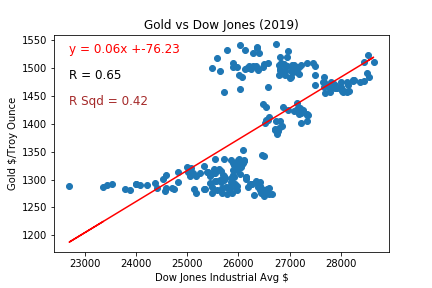 Gold vs Dow Jones (2019)
y = 0.06x +-76.23
R = 0.65
R Sqd = 0.42
Gold $/Troy Ounce
1550
1500
1450
1400
1350
1300
1250
1200
23000 24000 25000 26000 27000 28000
Dow Jones Industrial Avg $